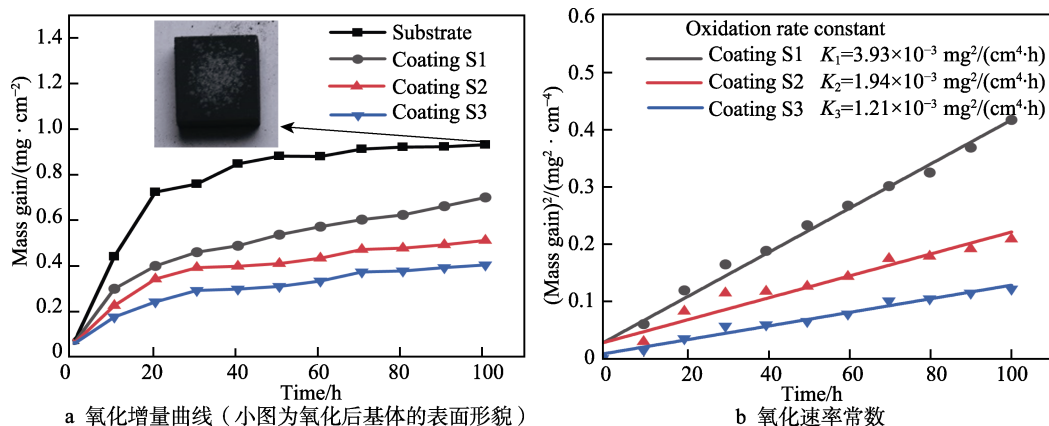 1.4
1.2
1.0
0.8
0.6
0.4
0.2
0
Mass gain/(mg · cm⁻²)
Substrate
Coating S1
Coating S2
Coating S3
0 20 40 60 80 100
Time/h
a 氧化增量曲线（小图为氧化后基体的表面形貌）
0.6
0.5
0.4
0.3
0.2
0.1
0
(Mass gain)²/(mg² · cm⁻⁴)
Oxidation rate constant
Coating S1 K₁=3.93×10⁻³ mg²/(cm⁴·h)
Coating S2 K₂=1.94×10⁻³ mg²/(cm⁴·h)
Coating S3 K₃=1.21×10⁻³ mg²/(cm⁴·h)
0 20 40 60 80 100
Time/h
b 氧化速率常数